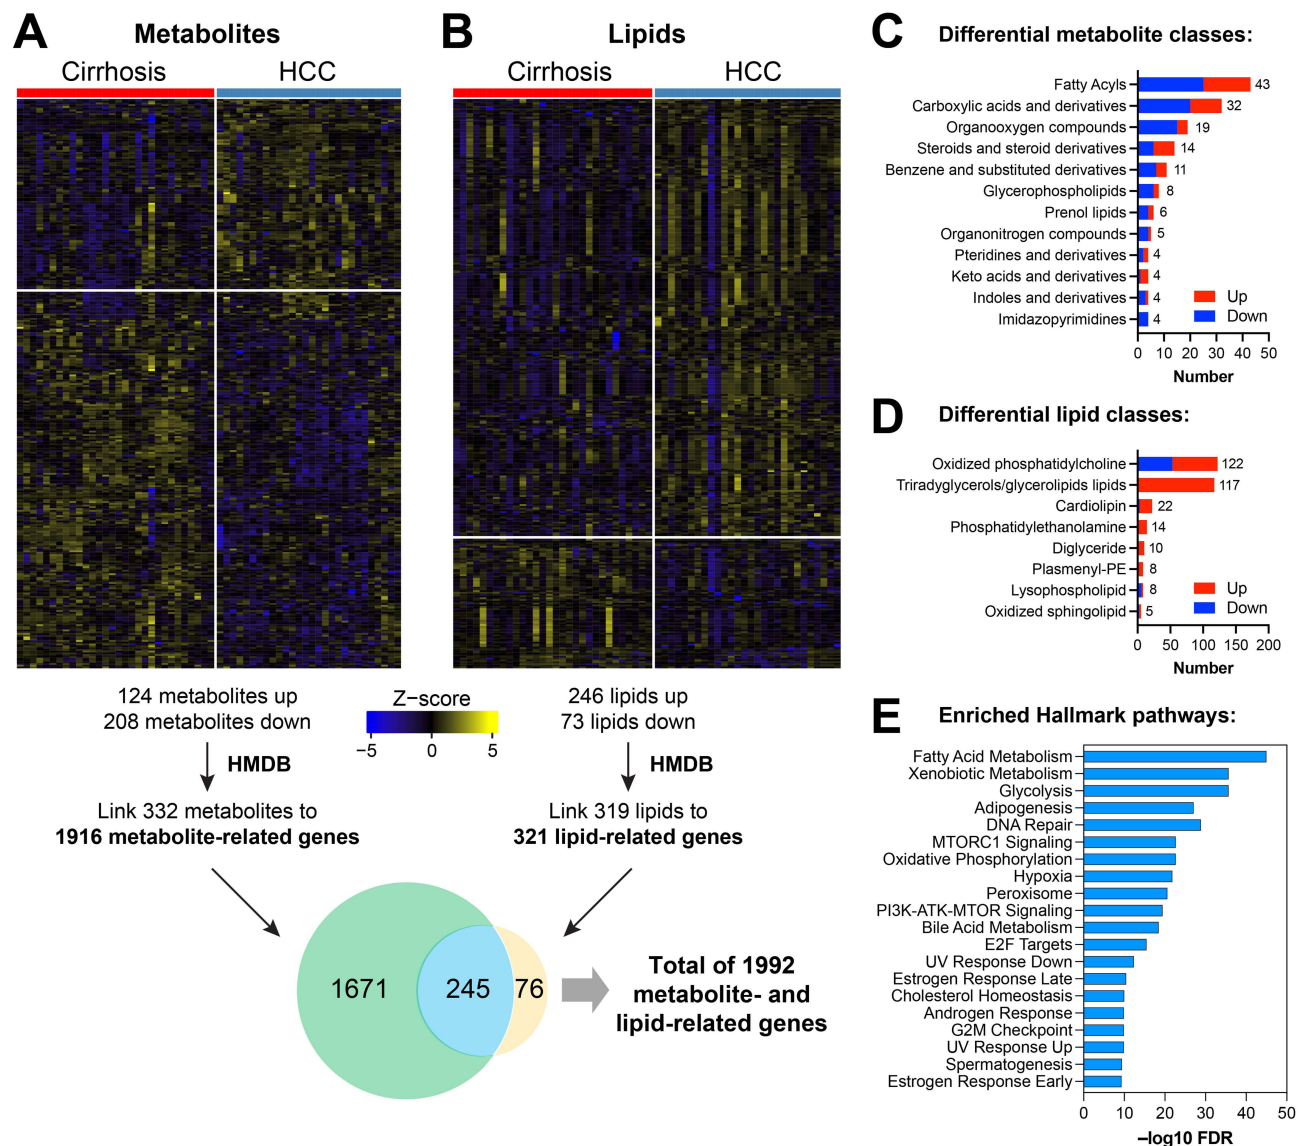 A
Metabolites
Cirrhosis
HCC
B
Lipids
Cirrhosis
HCC
124 metabolites up
208 metabolites down
Z−score
−5
0
5
246 lipids up
73 lipids down
HMDB
HMDB
Link 332 metabolites to
1916 metabolite-related genes
Link 319 lipids to
321 lipid-related genes
1671
245
76
Total of 1992
metabolite- and
lipid-related genes
C
Differential metabolite classes:
Fatty Acyls 43
Carboxylic acids and derivatives 32
Organooxygen compounds 19
Steroids and steroid derivatives 14
Benzene and substituted derivatives 11
Glycerophospholipids 8
Prenol lipids 6
Organonitrogen compounds 5
Pteridines and derivatives 4
Keto acids and derivatives 4
Indoles and derivatives 4
Imidazopyrimidines 4
Up
Down
0 10 20 30 40 50
Number
D
Differential lipid classes:
Oxidized phosphatidylcholine 122
Triradyglycerols/glycerolipids lipids 117
Cardiolipin 22
Phosphatidylethanolamine 14
Diglyceride 10
Plasmenyl-PE 8
Lysophospholipid 8
Oxidized sphingolipid 5
Up
Down
0 50 100 150 200
Number
E
Enriched Hallmark pathways:
Fatty Acid Metabolism
Xenobiotic Metabolism
Glycolysis
Adipogenesis
DNA Repair
MTORC1 Signaling
Oxidative Phosphorylation
Hypoxia
Peroxisome
PI3K-ATK-MTOR Signaling
Bile Acid Metabolism
E2F Targets
UV Response Down
Estrogen Response Late
Cholesterol Homeostasis
Androgen Response
G2M Checkpoint
UV Response Up
Spermatogenesis
Estrogen Response Early
0 10 20 30 40 50
−log10 FDR